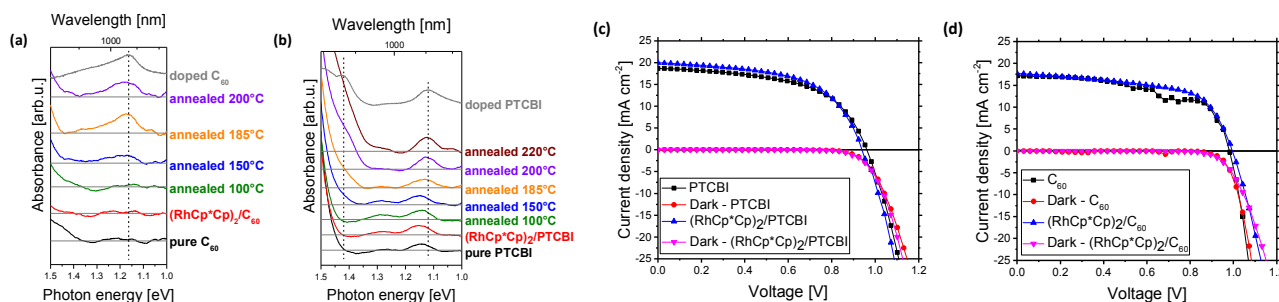 (a)
Wavelength [nm]
1000
Absorbance [arb.u.]
doped C60
annealed 200°C
annealed 185°C
annealed 150°C
annealed 100°C
(RhCp*Cp)2/C60
pure C60
1.5 1.4 1.3 1.2 1.1 1.0 0.9
Photon energy [eV]
(b)
Wavelength [nm]
1000
Absorbance [arb.u.]
doped PTCBI
annealed 220°C
annealed 200°C
annealed 185°C
annealed 150°C
annealed 100°C
(RhCp*Cp)2/PTCBI
pure PTCBI
1.5 1.4 1.3 1.2 1.1 1.0
Photon energy [eV]
(c)
Current density [mA cm-2]
25
20
15
10
5
0
-5
-10
-15
-20
-25
PTCBI
Dark - PTCBI
(RhCp*Cp)2/PTCBI
Dark - (RhCp*Cp)2/PTCBI
0.0 0.2 0.4 0.6 0.8 1.0 1.2
Voltage [V]
(d)
Current density [mA cm-2]
25
20
15
10
5
0
-5
-10
-15
-20
-25
C60
Dark - C60
(RhCp*Cp)2/C60
Dark - (RhCp*Cp)2/C60
0.0 0.2 0.4 0.6 0.8 1.0 1.2
Voltage [V]